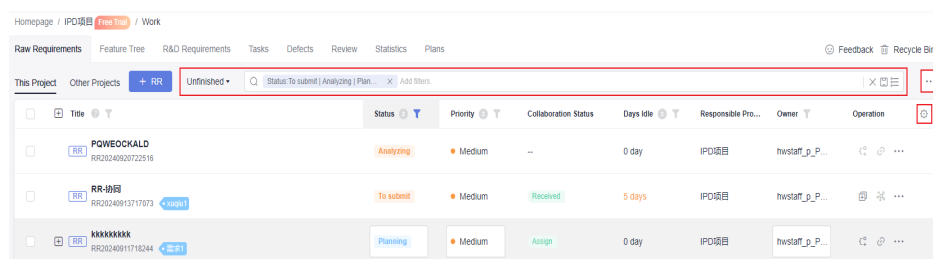 Homepage / IPD项目 Free Trial / Work
Raw Requirements Feature Tree R&D Requirements Tasks Defects Review Statistics Plans Feedback Recycle Bin
This Project Other Projects + RR Unfinished Status:To submit | Analyzing | Plan... × Add filters.
Title Status Priority Collaboration Status Days Idle Responsible Pro... Owner Operation
RR PQWEOCKALD Analyzing Medium -- 0 day IPD项目 hwstaff_p_P...
RR20240920722516
RR RR-协同 To submit Medium Received 5 days IPD项目 hwstaff_p_P...
RR20240913717073 xuqiu1
RR kkkkkkkkk Planning Medium Assign 0 day IPD项目 hwstaff_p_P...
RR20240911718244 需求1